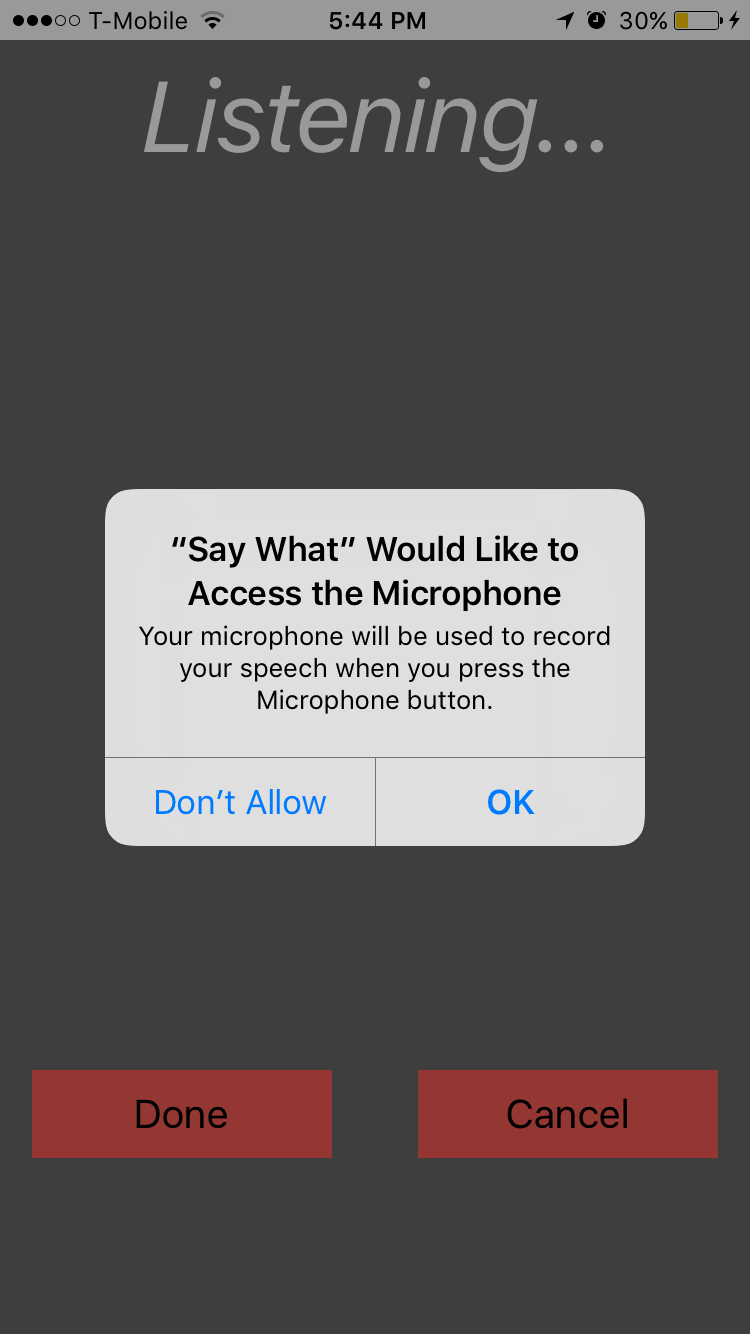 T-Mobile 5:44 PM 30%
Listening...
“Say What” Would Like to
Access the Microphone
Your microphone will be used to record
your speech when you press the
Microphone button.
Don’t Allow OK
Done Cancel